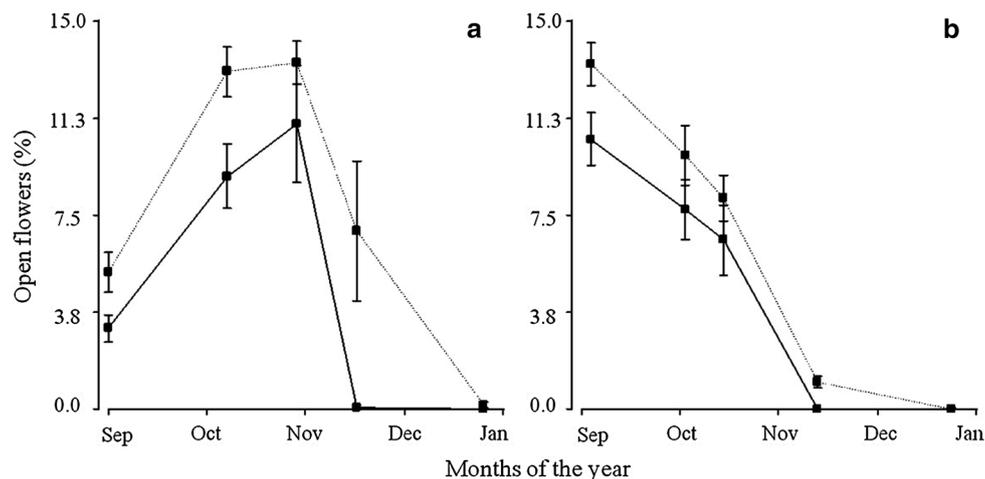 15.0 a 15.0 b
11.3 11.3
7.5 7.5
3.8 3.8
0.0 0.0
Open flowers (%)
Sep Oct Nov Dec Jan Sep Oct Nov Dec Jan
Months of the year